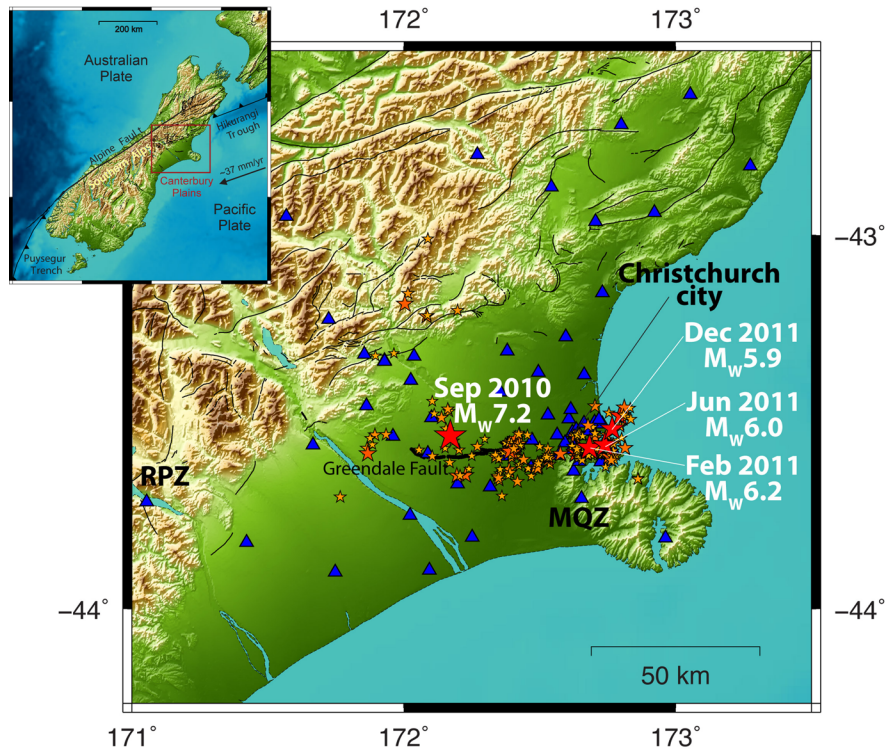 172°
173°
200 km
Australian
Plate
Hikurangi
Trough
Alpine Fault
~37 mm/yr
Canterbury
Plains
Pacific
Plate
Puysegur
Trench
−43°
Christchurch
city
Dec 2011
MW5.9
Sep 2010
MW7.2
Jun 2011
MW6.0
Greendale Fault
Feb 2011
MW6.2
RPZ
MQZ
−44°
50 km
171°
172°
173°